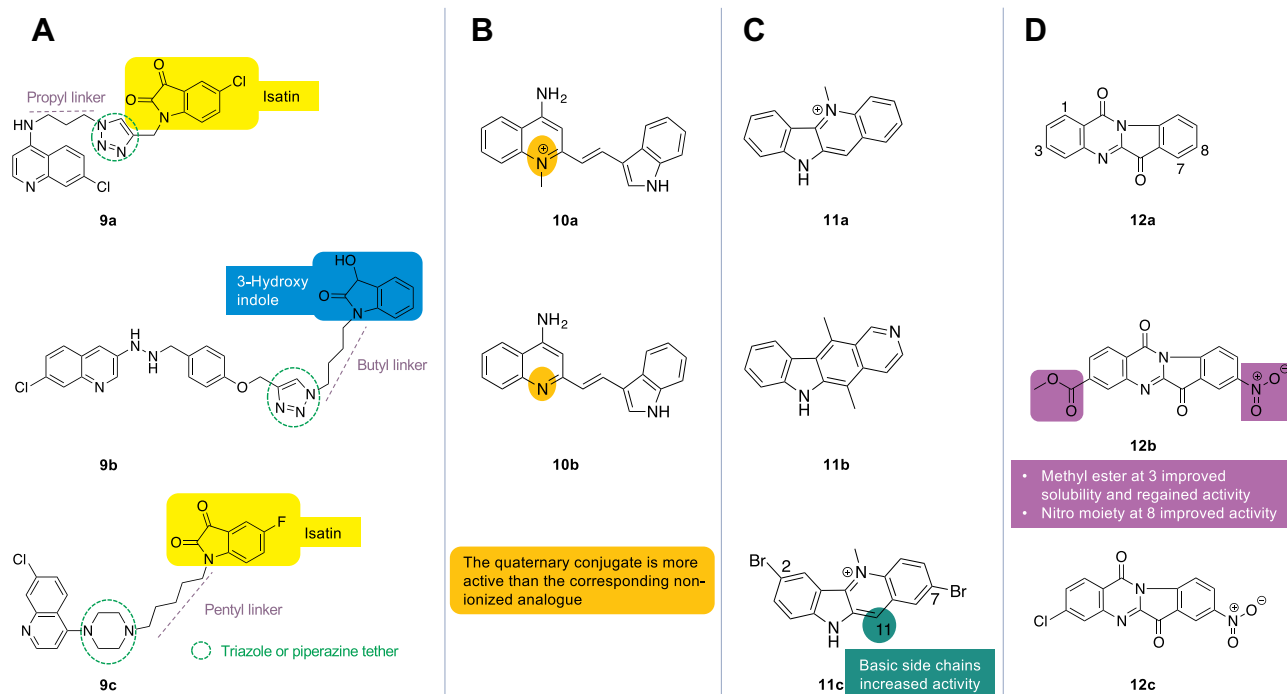 A
B
C
D
Propyl linker
Isatin
O
O
Cl
N
HN
N
N
N
N
Cl
9a
3-Hydroxy
indole
HO
O
N
Butyl linker
H
N
N
H
Cl
N
O
N
N
N
9b
Isatin
O
O
F
N
Pentyl linker
Cl
N
N
N
Triazole or piperazine tether
9c
NH2
+
N
N
H
10a
NH2
N
N
H
10b
The quaternary conjugate is more
active than the corresponding non-
ionized analogue
N
+
N
H
11a
N
N
H
11b
Br
2
N
+
Br
7
11
N
H
11c
Basic side chains
increased activity
O
1
N
3
8
N
7
O
12a
O
N
O
O
N
O
N+
O−
O
12b
• Methyl ester at 3 improved
solubility and regained activity
• Nitro moiety at 8 improved activity
O
N
Cl
N
O
N+
O−
O
12c